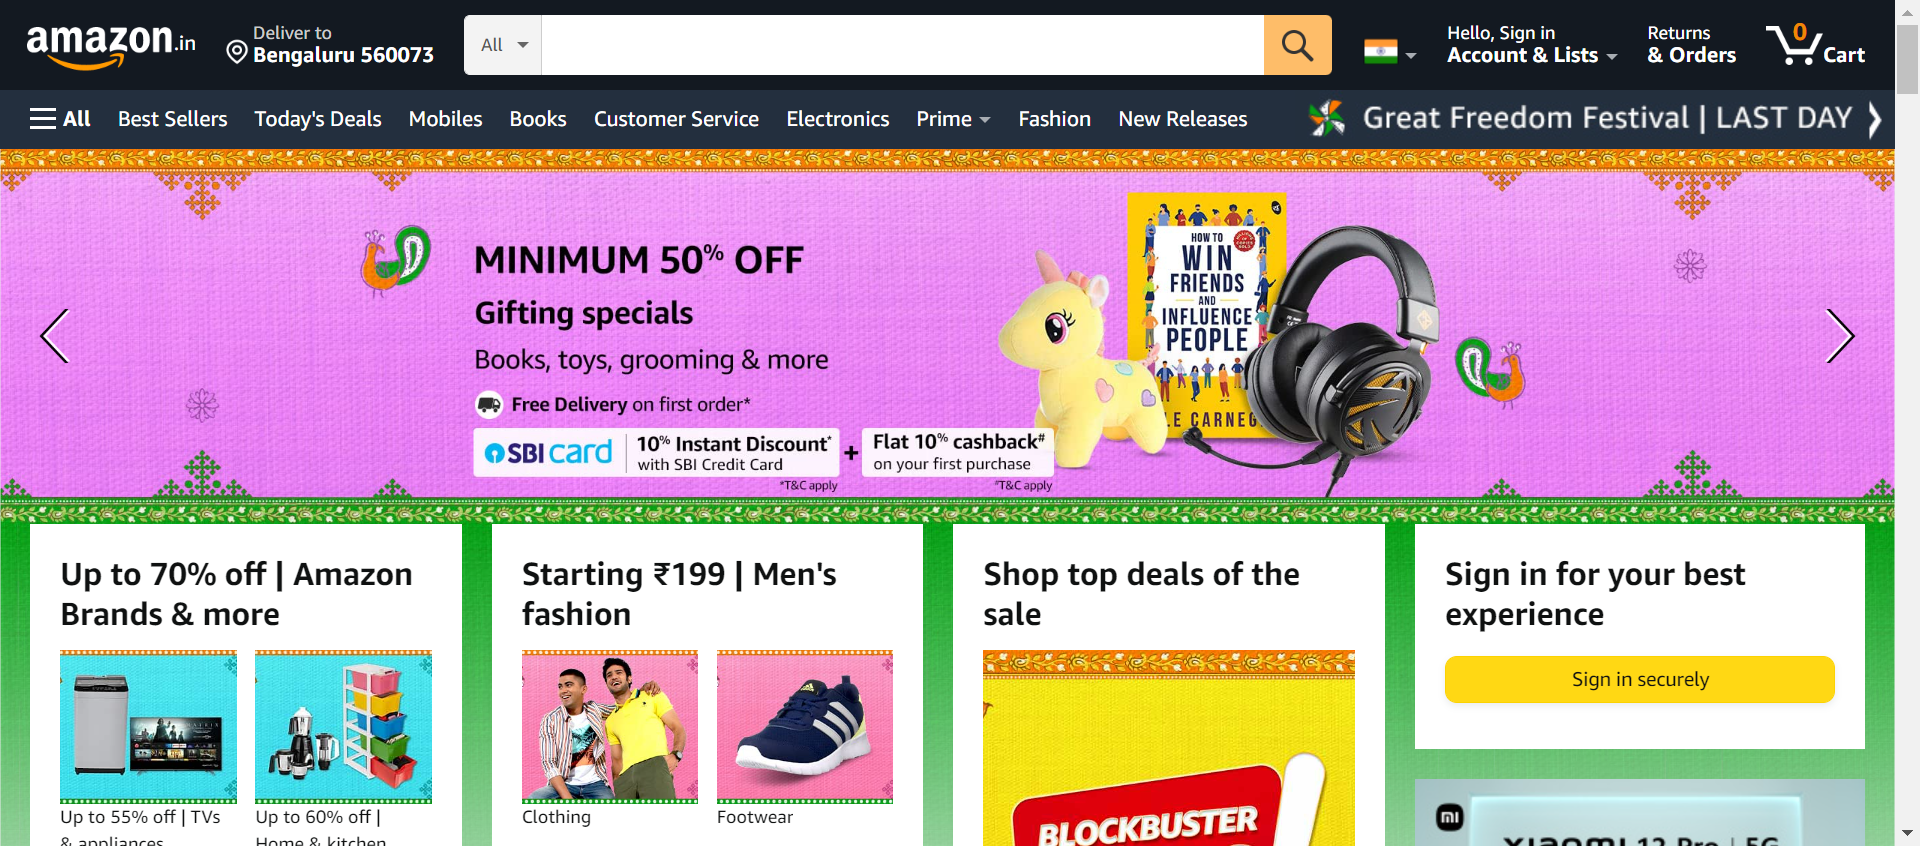 amazon.in
Deliver to
Bengaluru 560073
All
Hello, Sign in
Account & Lists
Returns
& Orders
0
Cart
All
Best Sellers
Today's Deals
Mobiles
Books
Customer Service
Electronics
Prime
Fashion
New Releases
Great Freedom Festival | LAST DAY
MINIMUM 50% OFF
Gifting specials
Books, toys, grooming & more
Free Delivery on first order*
SBI card
10% Instant Discount*
with SBI Credit Card
*T&C apply
+
Flat 10% cashback#
on your first purchase
#T&C apply
HOW TO
WIN
FRIENDS
AND
INFLUENCE
PEOPLE
LE CARNEG
Up to 70% off | Amazon
Brands & more
Up to 55% off | TVs
& appliances
Up to 60% off |
Home & kitchen
Starting ₹199 | Men's
fashion
Clothing
Footwear
adidas
Shop top deals of the
sale
BLOCKBUSTER
Sign in for your best
experience
Sign in securely
mi
xiaomi 12 Pro | 5G